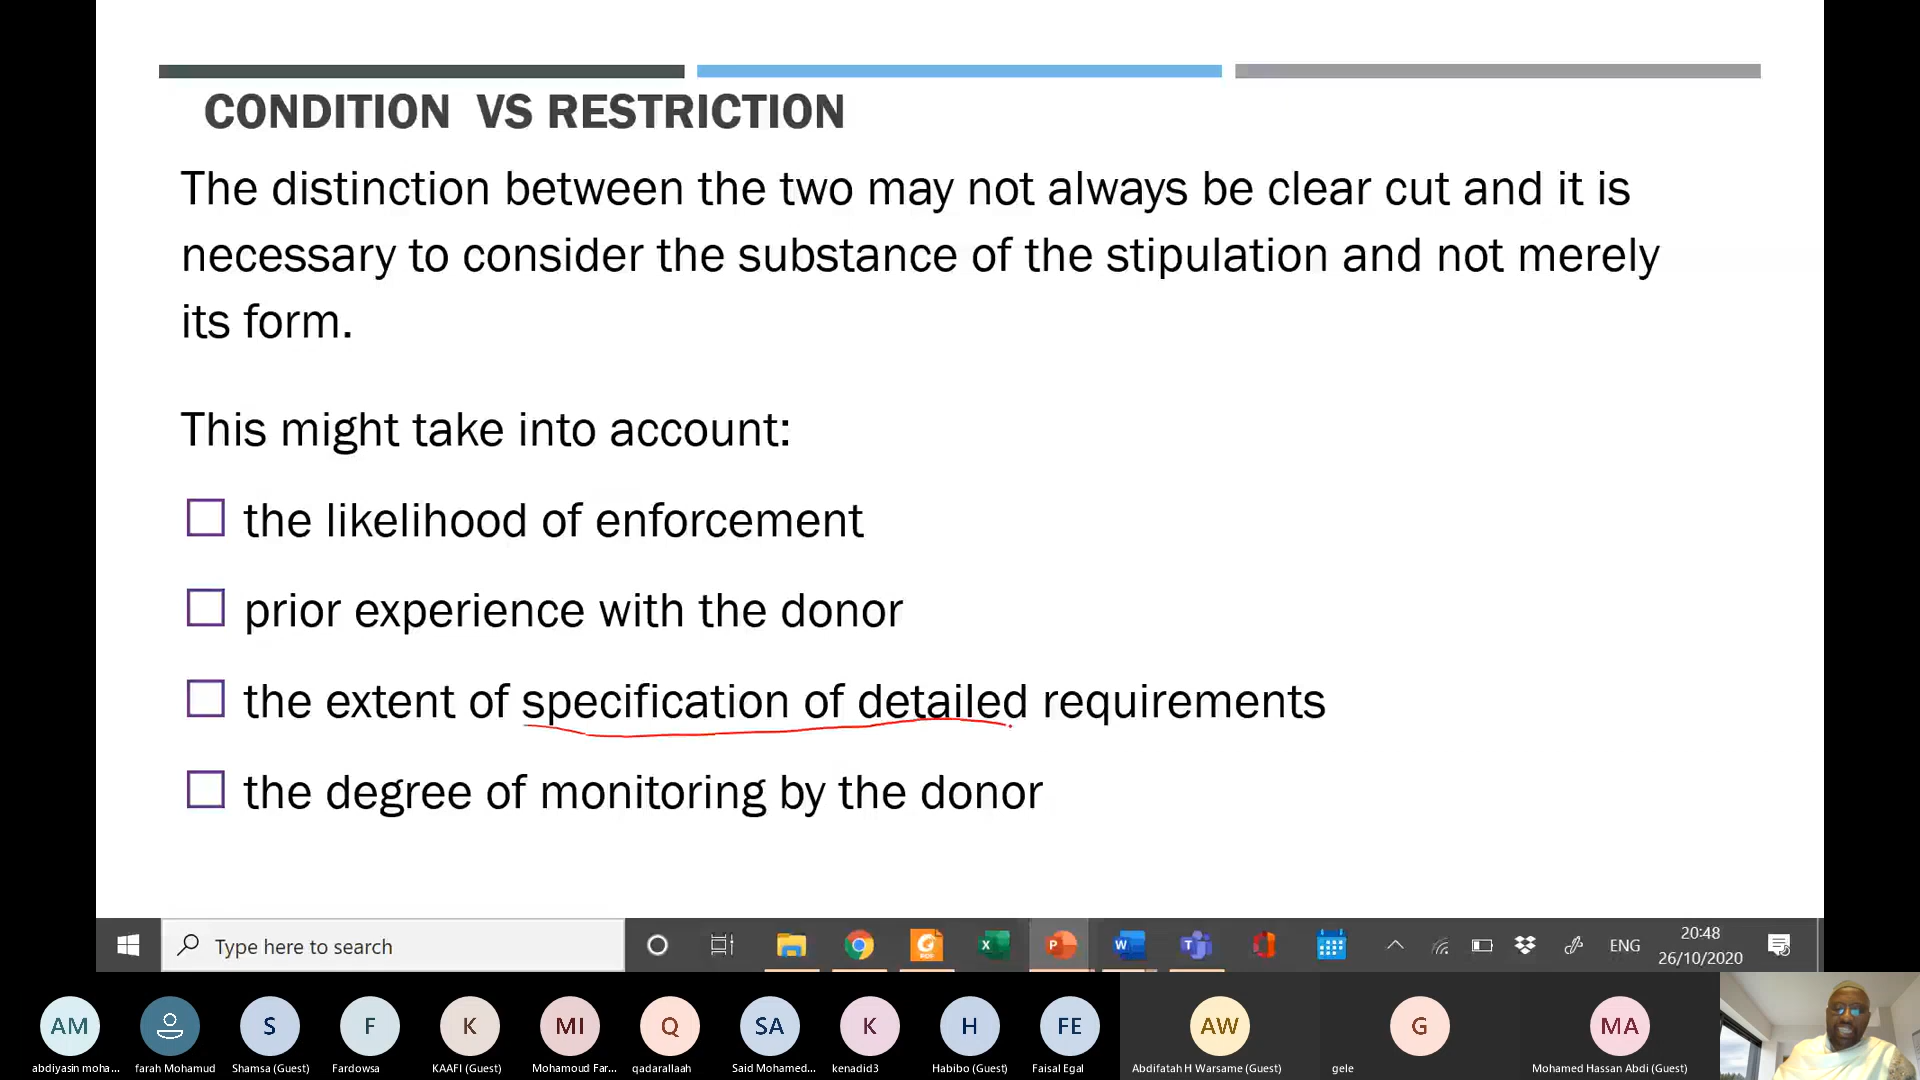 CONDITION VS RESTRICTION
The distinction between the two may not always be clear cut and it is
necessary to consider the substance of the stipulation and not merely
its form.
This might take into account:
the likelihood of enforcement
prior experience with the donor
the extent of specification of detailed requirements
the degree of monitoring by the donor
Type here to search
ENG
20:48
26/10/2020
AM
S
F
K
MI
Q
SA
K
H
FE
AW
G
MA
abdiyasin moha...
farah Mohamud
Shamsa (Guest)
Fardowsa
KAAFI (Guest)
Mohamoud Far...
qadarallaah
Said Mohamed...
kenadid3
Habibo (Guest)
Faisal Egal
Abdifatah H Warsame (Guest)
gele
Mohamed Hassan Abdi (Guest)